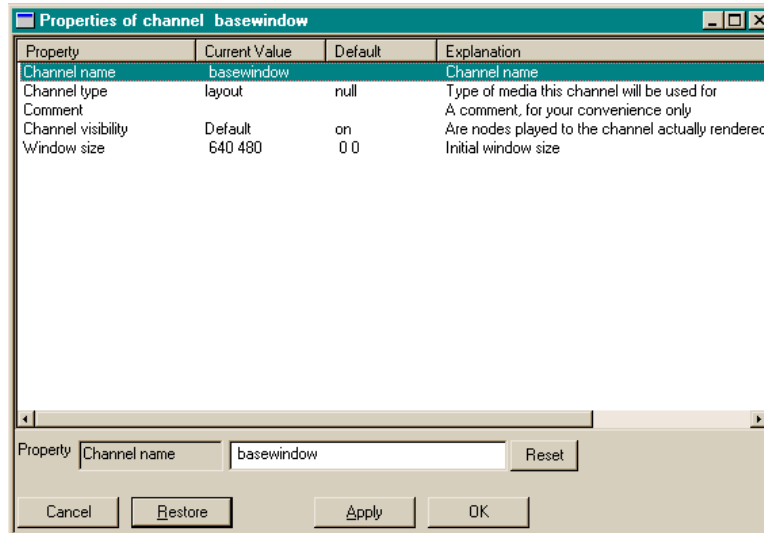 Properties of channel basewindow
Property Current Value Default Explanation
Channel name basewindow Channel name
Channel type layout null Type of media this channel will be used for
Comment A comment, for your convenience only
Channel visibility Default on Are nodes played to the channel actually rendered
Window size 640 480 0 0 Initial window size
Property Channel name basewindow Reset
Cancel Restore Apply OK